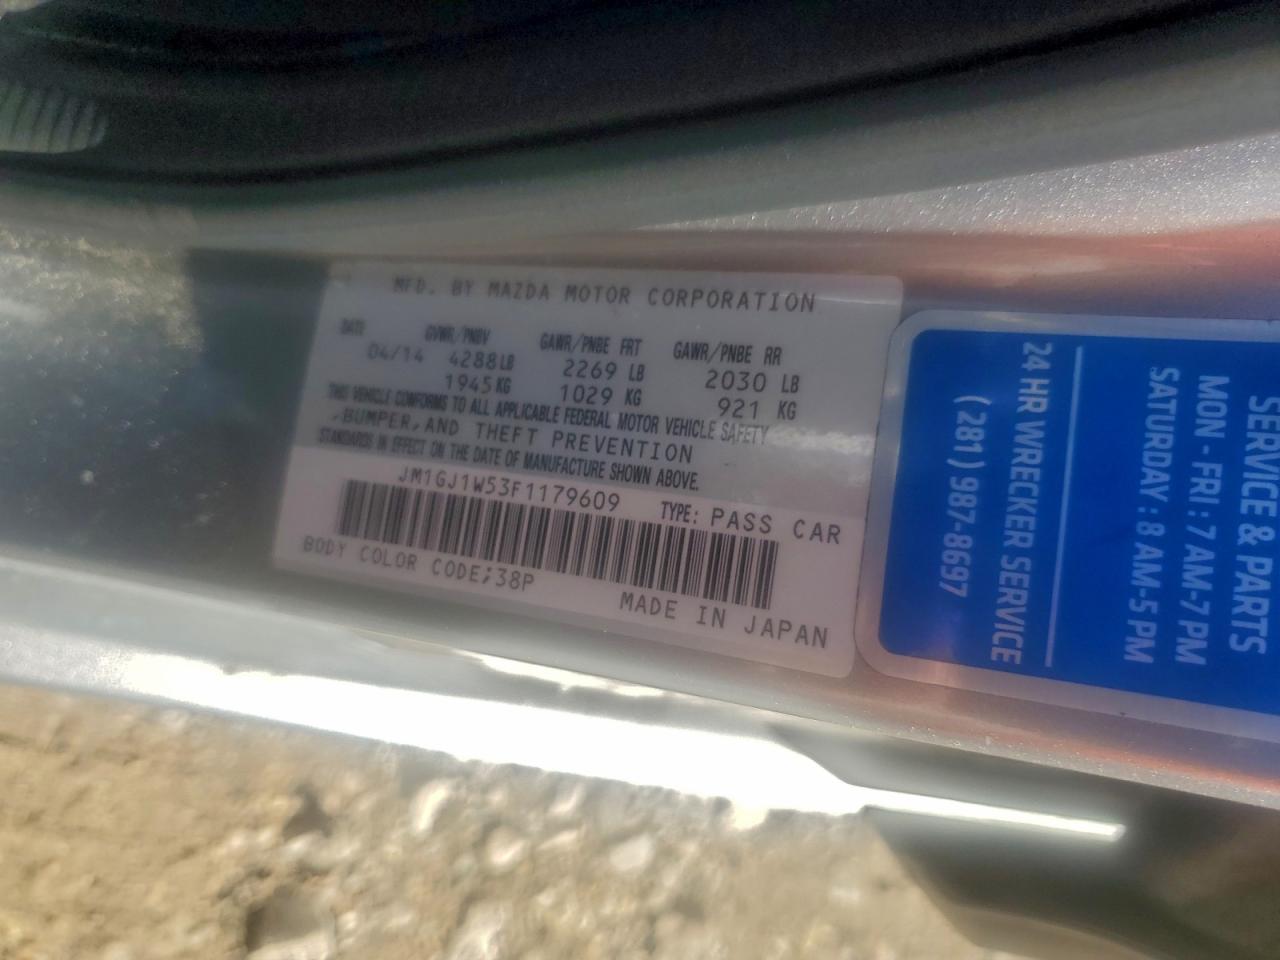 MFD. BY MAZDA MOTOR CORPORATION
DATE GVWR/PNBV GAWR/PNBE FRT GAWR/PNBE RR
04/14 4288LB 2269 LB 2030 LB
1945KG 1029 KG 921 KG
THIS VEHICLE CONFORMS TO ALL APPLICABLE FEDERAL MOTOR VEHICLE SAFETY
,BUMPER,AND THEFT PREVENTION
STANDARDS IN EFFECT ON THE DATE OF MANUFACTURE SHOWN ABOVE.
JM1GJ1W53F1179609 TYPE: PASS CAR
BODY COLOR CODE;38P
MADE IN JAPAN
SERVICE & PARTS
MON - FRI: 7 AM-7 PM
SATURDAY: 8 AM-5 PM
24 HR WRECKER SERVICE
(281) 987-8697